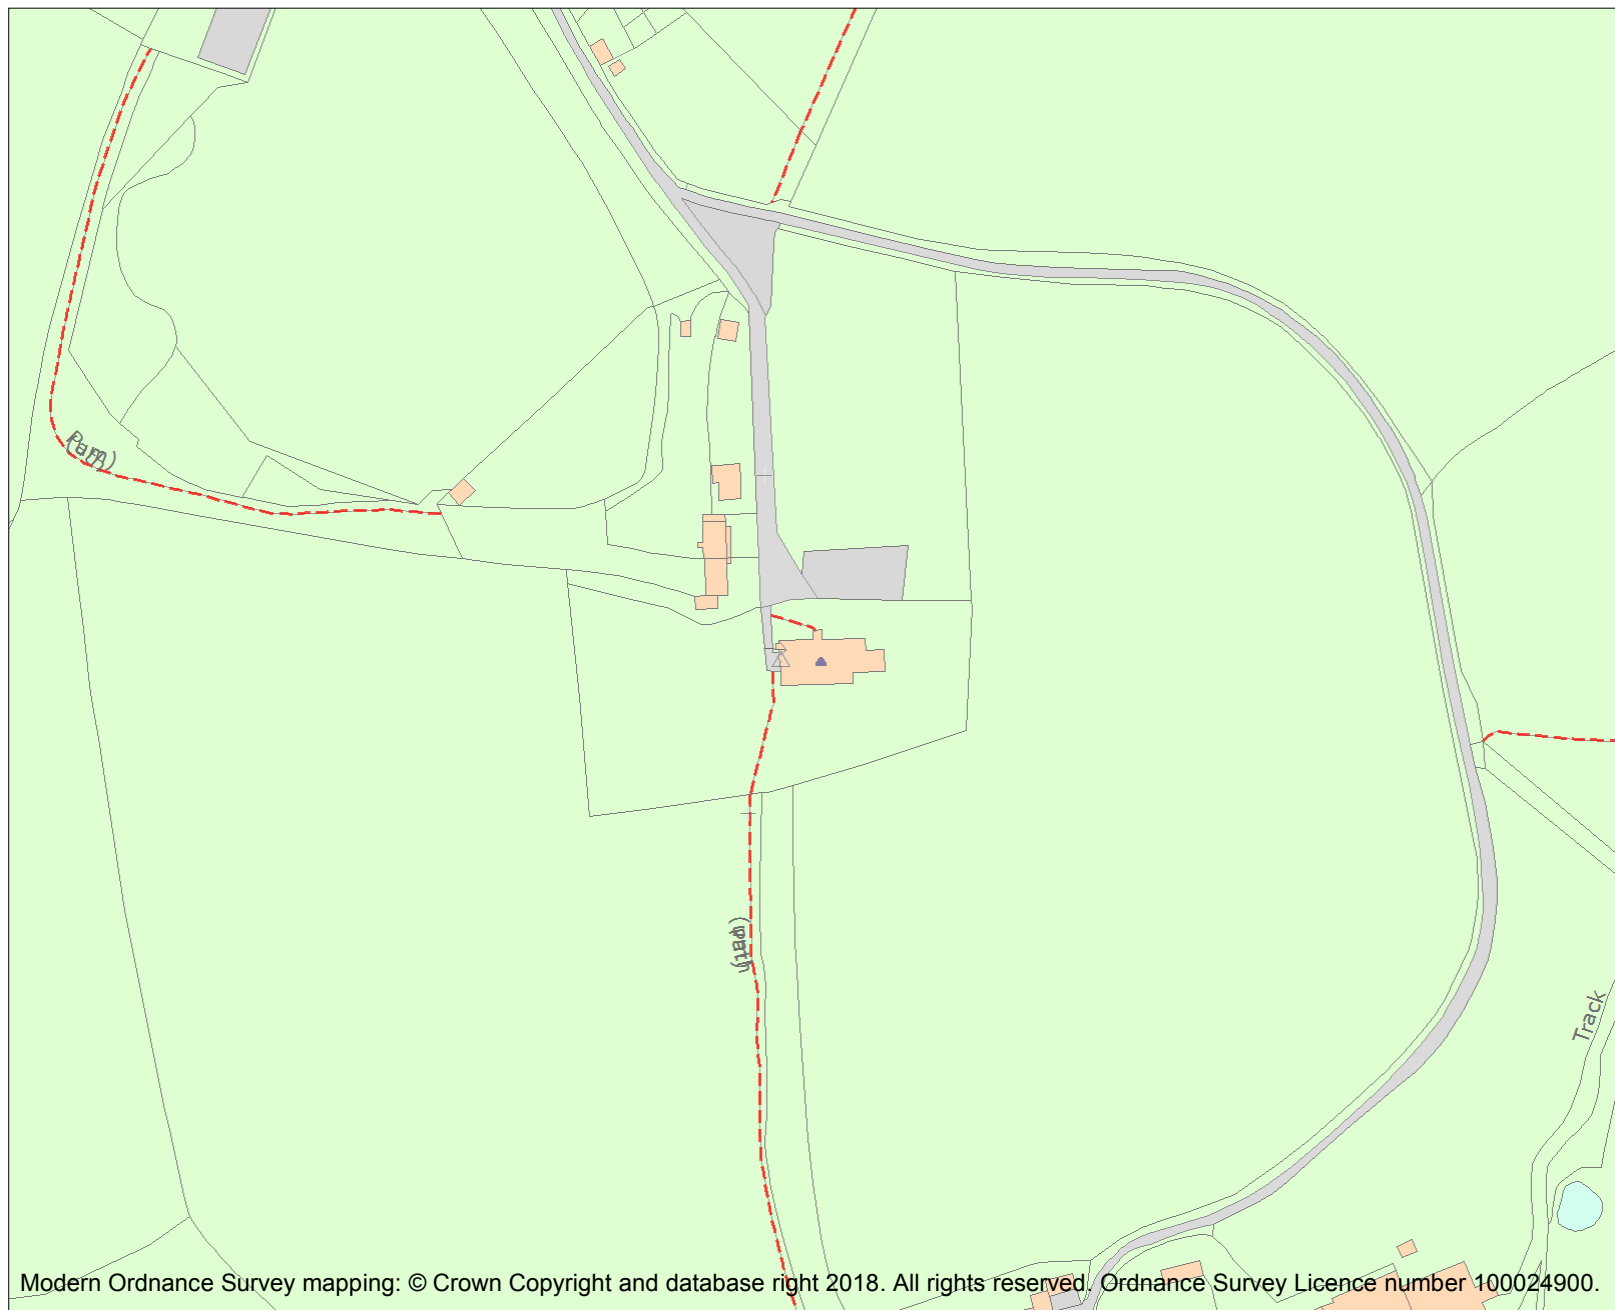 (path)
Track
Modern Ordnance Survey mapping: © Crown Copyright and database right 2018. All rights reserved. Ordnance Survey Licence number 100024900.